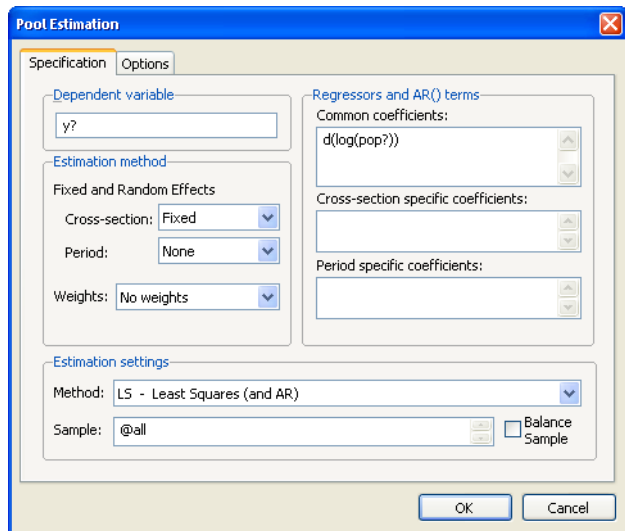 Pool Estimation
Specification Options
Dependent variable
y?
Estimation method
Fixed and Random Effects
Cross-section: Fixed
Period: None
Weights: No weights
Regressors and AR() terms
Common coefficients:
d(log(pop?))
Cross-section specific coefficients:
Period specific coefficients:
Estimation settings
Method: LS - Least Squares (and AR)
Sample: @all
Balance
Sample
OK Cancel